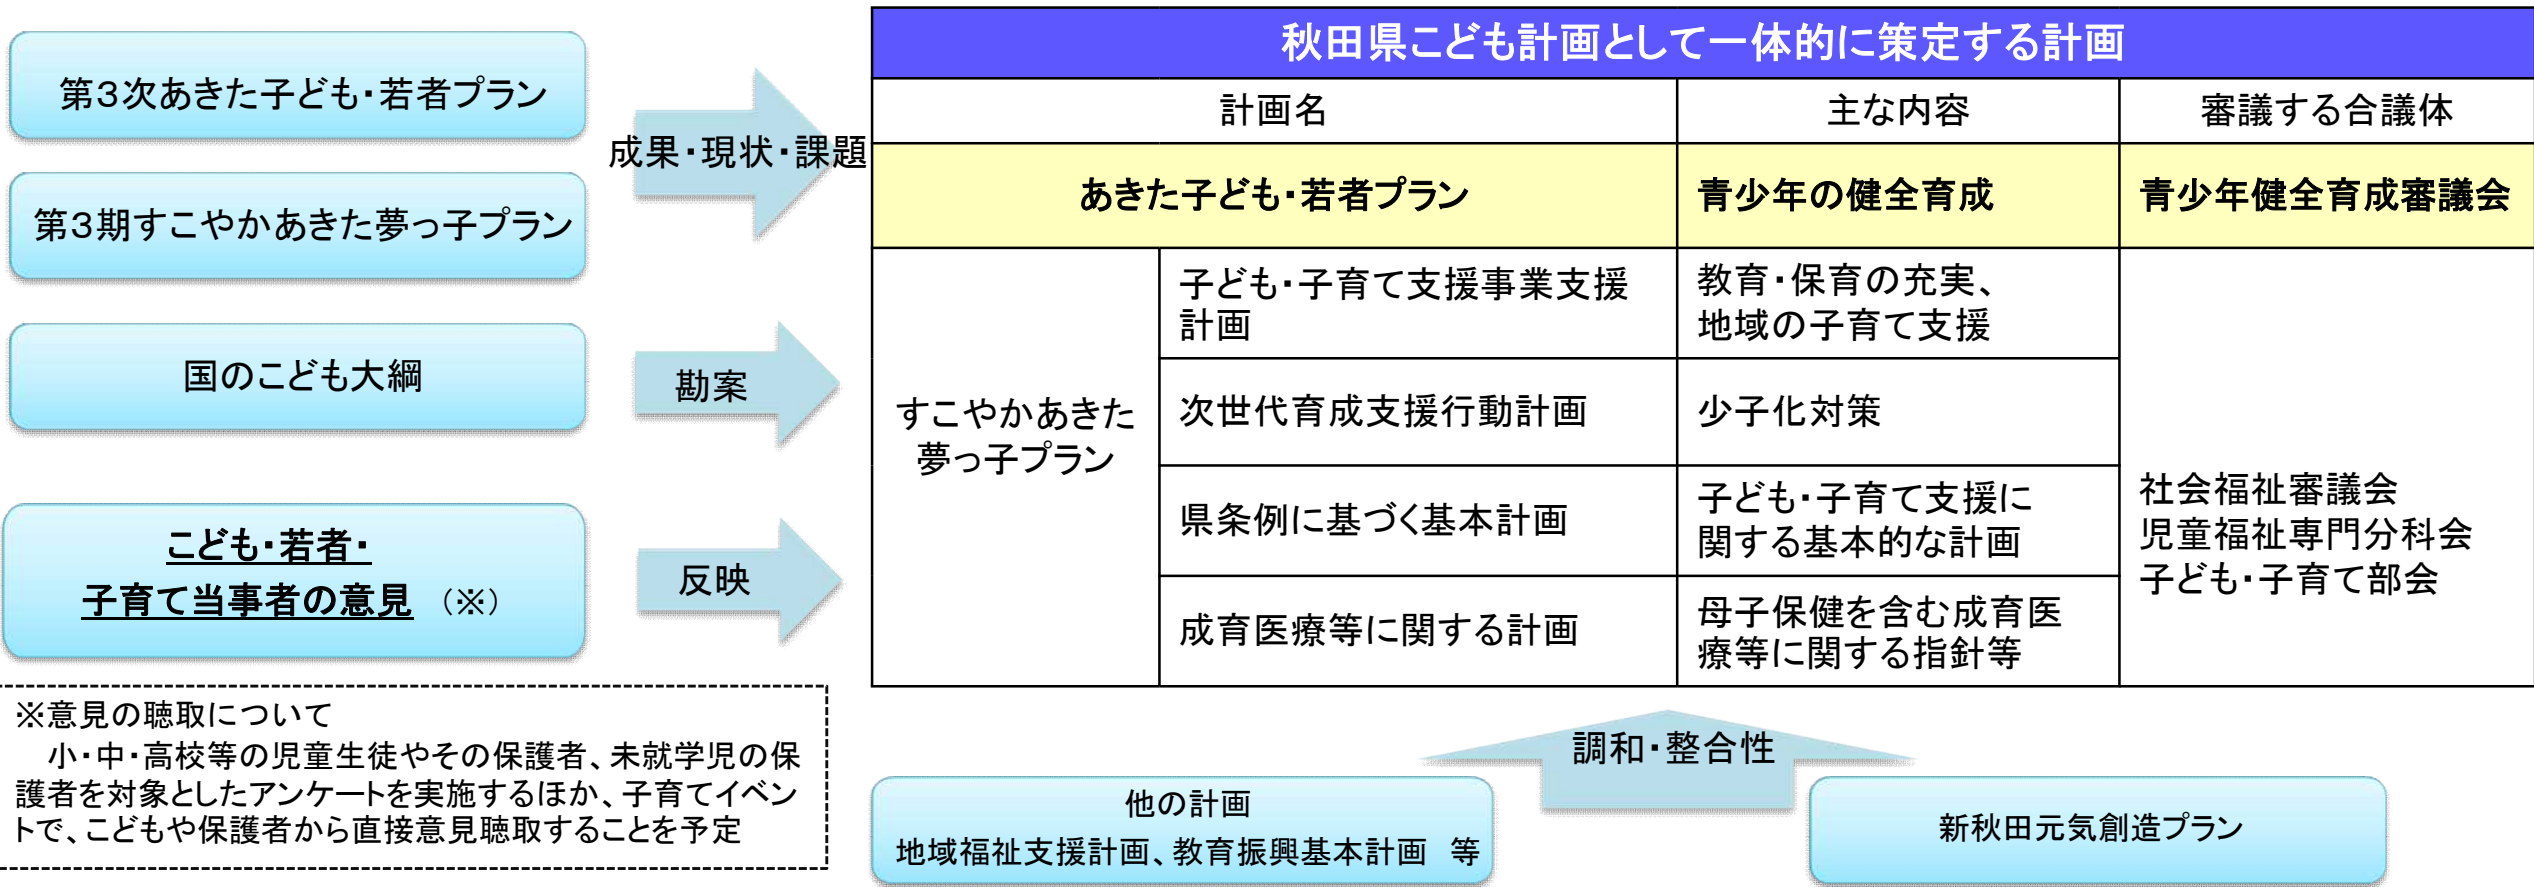 第3次あきた子ども・若者プラン
第3期すこやかあきた夢っ子プラン
国のこども大綱
こども・若者・
子育て当事者の意見 (※)
成果・現状・課題
勘案
反映
※意見の聴取について
小・中・高校等の児童生徒やその保護者、未就学児の保
護者を対象としたアンケートを実施するほか、子育てイベン
トで、こどもや保護者から直接意見聴取することを予定
秋田県こども計画として一体的に策定する計画
計画名 主な内容 審議する合議体
あきた子ども・若者プラン 青少年の健全育成 青少年健全育成審議会
すこやかあきた
夢っ子プラン
子ども・子育て支援事業支援
計画
教育・保育の充実、
地域の子育て支援
次世代育成支援行動計画 少子化対策
県条例に基づく基本計画
子ども・子育て支援に
関する基本的な計画
成育医療等に関する計画
母子保健を含む成育医
療等に関する指針等
社会福祉審議会
児童福祉専門分科会
子ども・子育て部会
調和・整合性
他の計画
地域福祉支援計画、教育振興基本計画 等
新秋田元気創造プラン